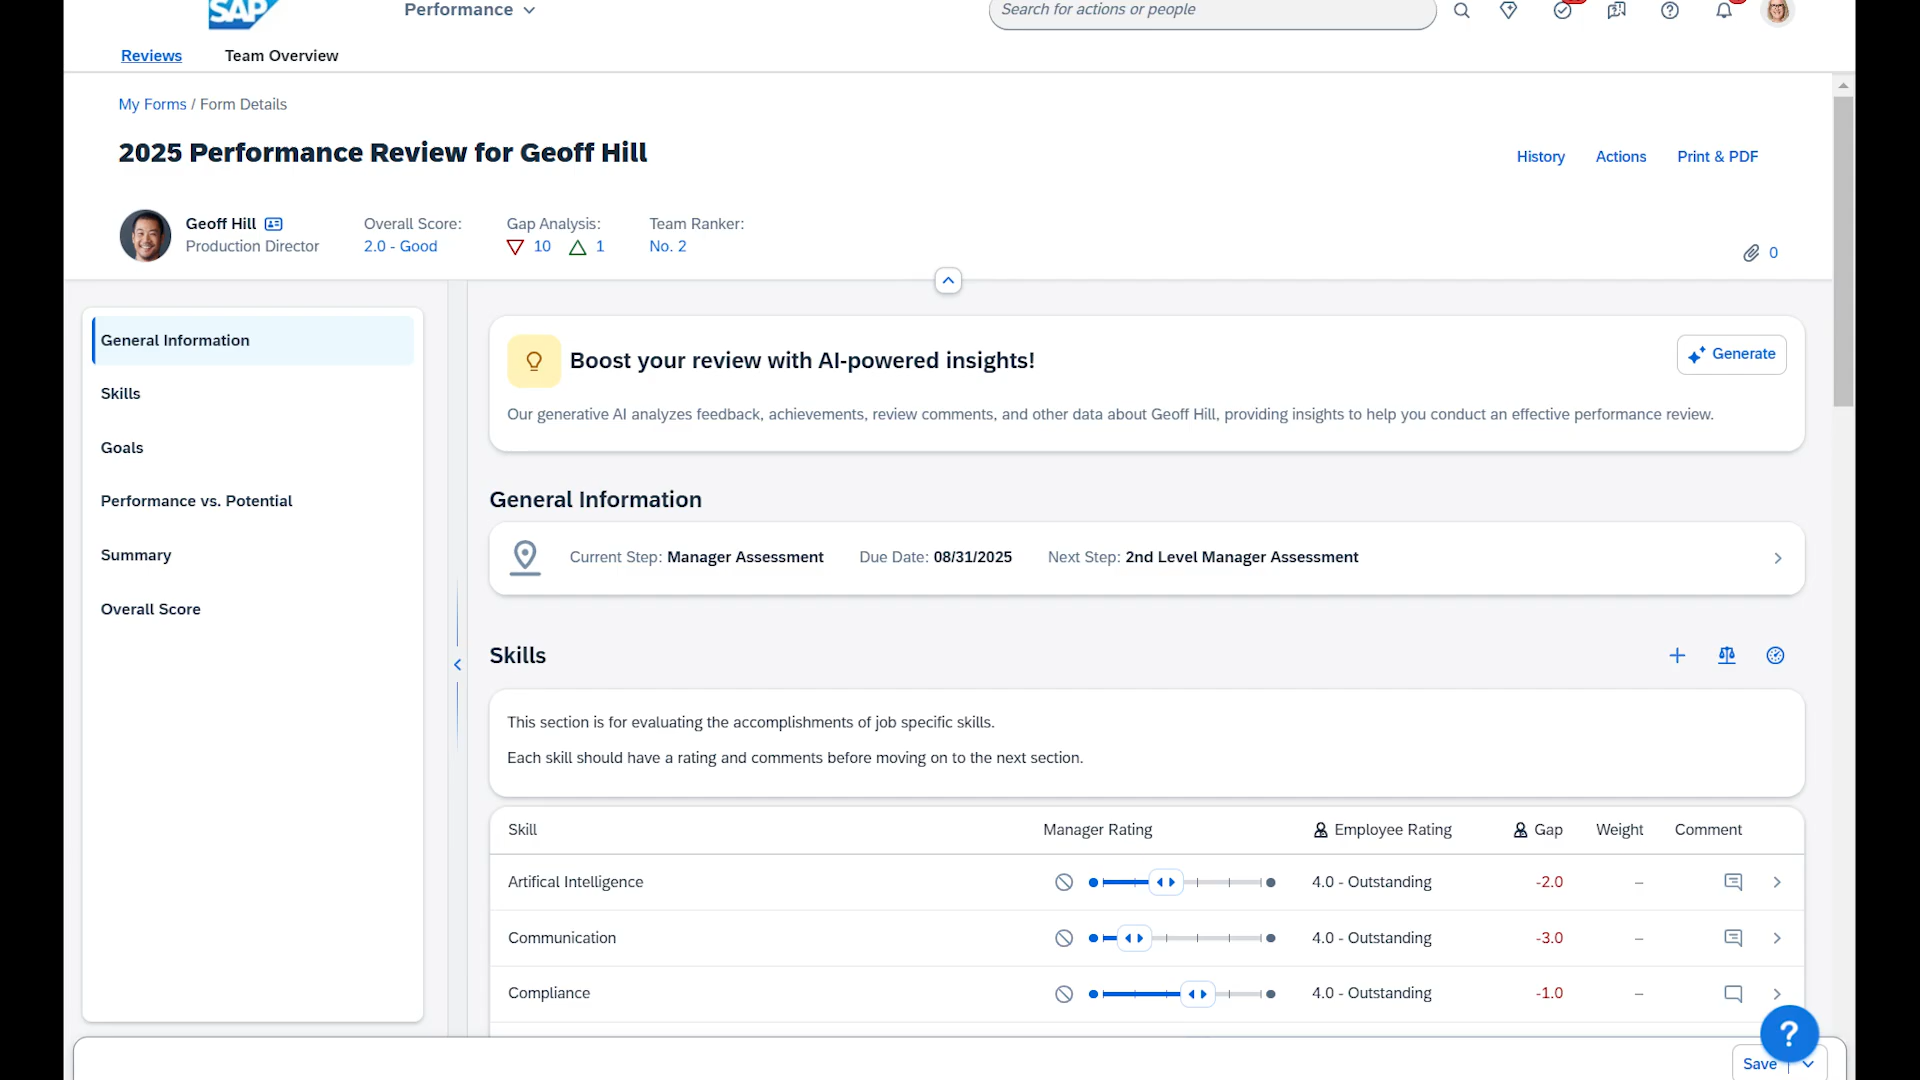 SAP
Performance
Search for actions or people
Reviews
Team Overview
My Forms / Form Details
2025 Performance Review for Geoff Hill
History
Actions
Print & PDF
Geoff Hill
Production Director
Overall Score:
2.0 - Good
Gap Analysis:
10
1
Team Ranker:
No. 2
0
General Information
Skills
Goals
Performance vs. Potential
Summary
Overall Score
Boost your review with AI-powered insights!
Generate
Our generative AI analyzes feedback, achievements, review comments, and other data about Geoff Hill, providing insights to help you conduct an effective performance review.
General Information
Current Step: Manager Assessment
Due Date: 08/31/2025
Next Step: 2nd Level Manager Assessment
Skills
This section is for evaluating the accomplishments of job specific skills.
Each skill should have a rating and comments before moving on to the next section.
Skill Manager Rating Employee Rating Gap Weight Comment
Artifical Intelligence 4.0 - Outstanding -2.0 –
Communication 4.0 - Outstanding -3.0 –
Compliance 4.0 - Outstanding -1.0 –
?
Save